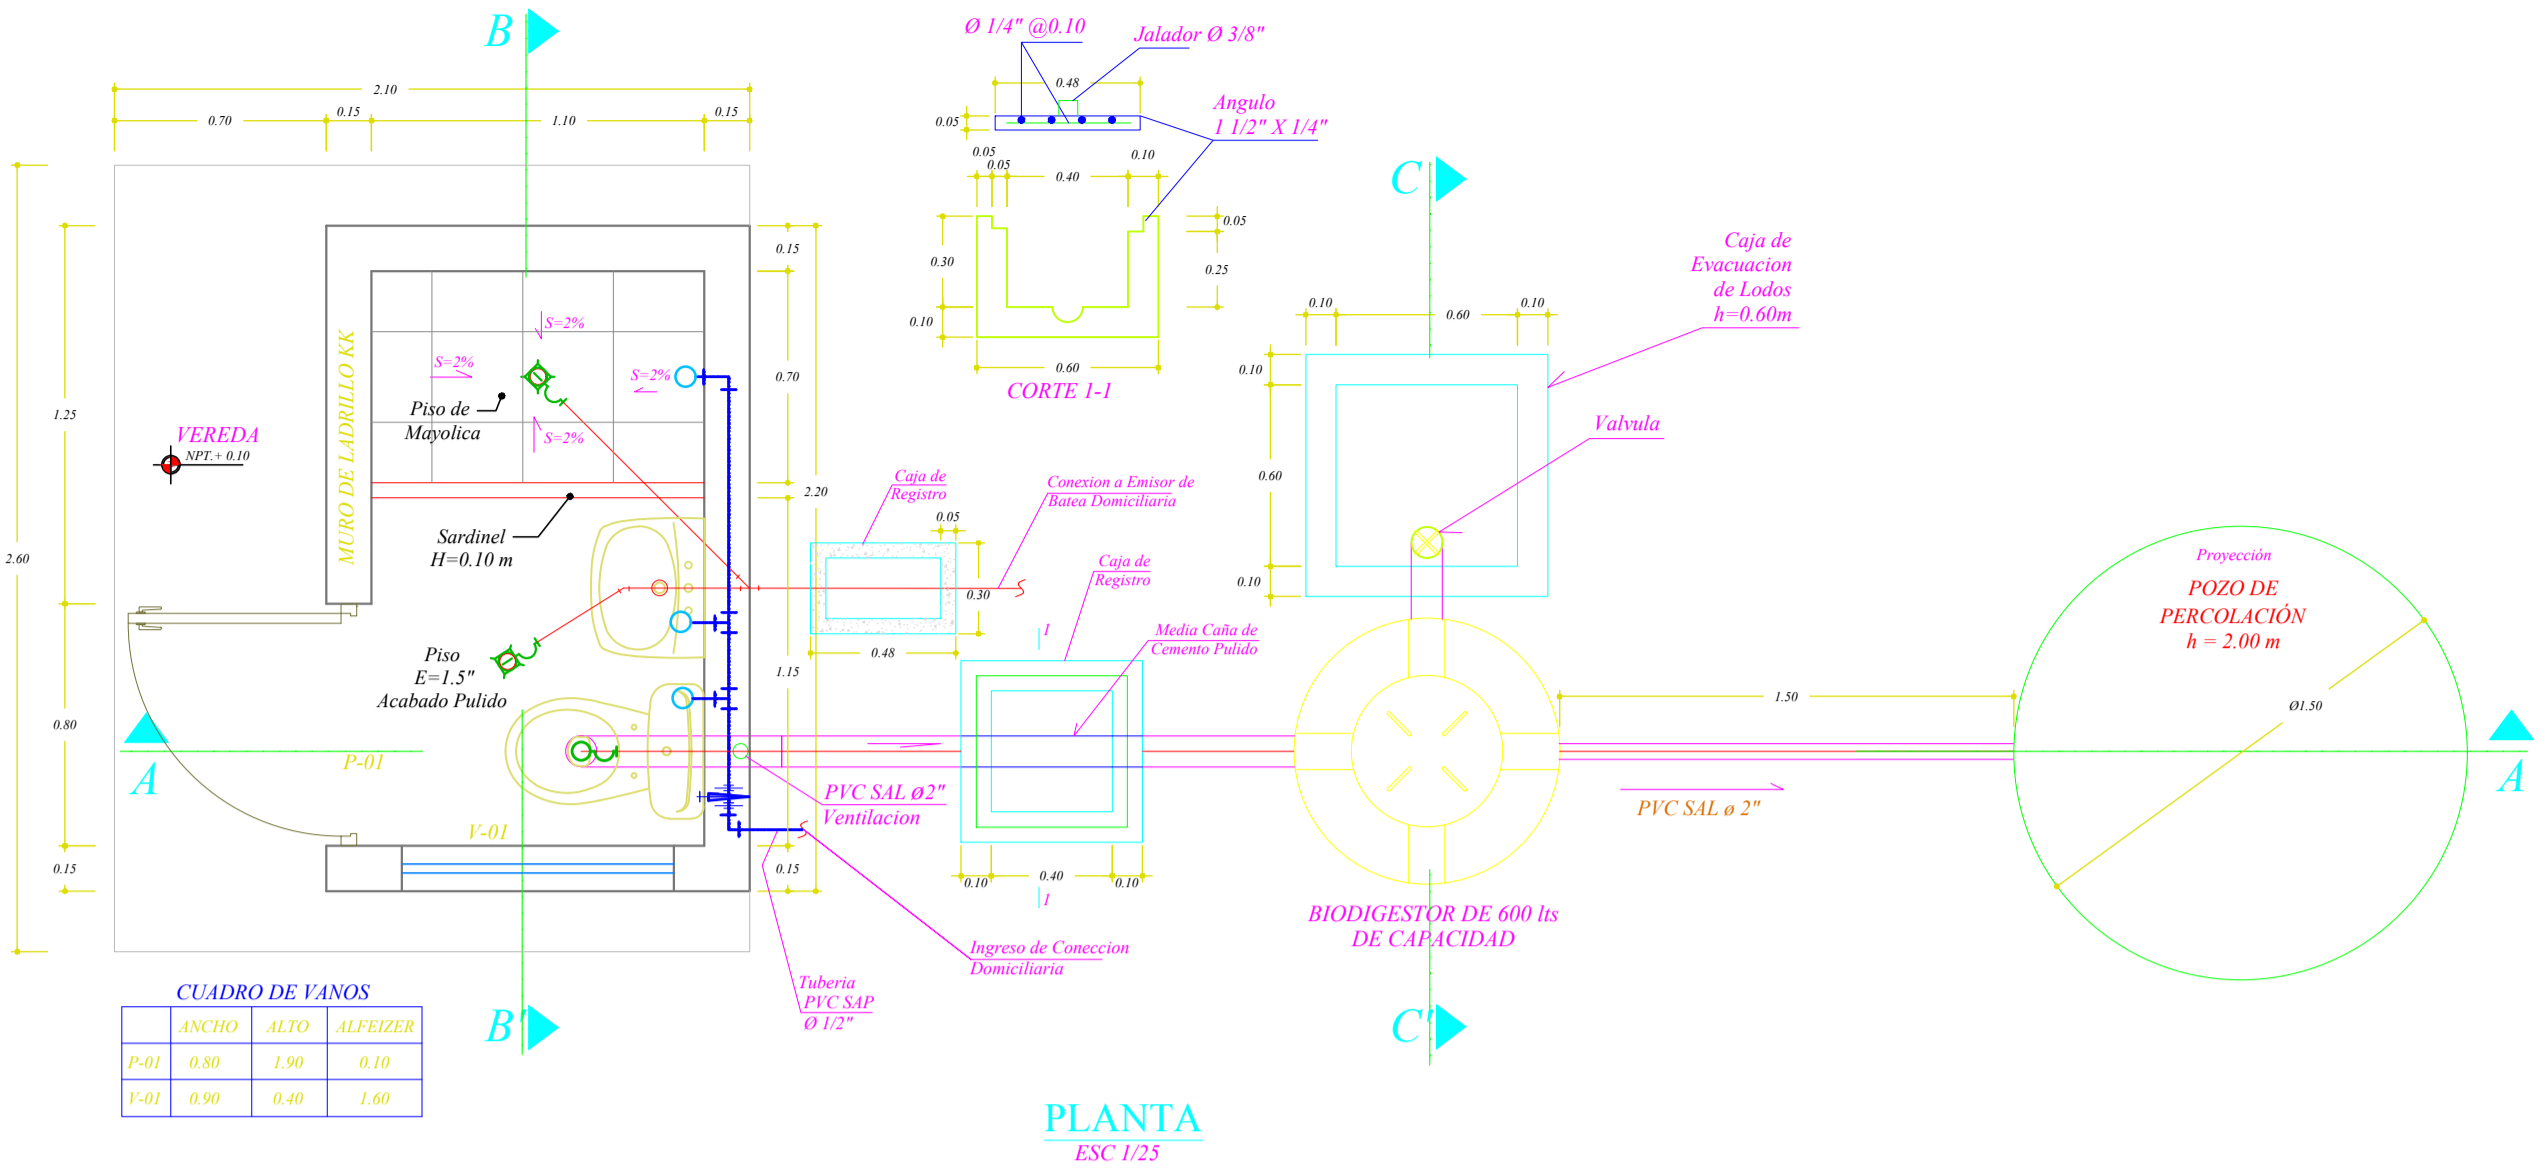 B
Ø 1/4" @0.10
Jalador Ø 3/8"
2.10
0.48
0.70
0.15
1.10
0.15
0.05
Angulo
1 1/2" X 1/4"
0.05
0.05
0.40
0.10
0.30
0.10
0.05
0.25
0.60
CORTE 1-1
C
Caja de
Evacuacion
de Lodos
h=0.60m
0.10
0.60
0.10
0.10
0.60
0.10
Valvula
2.60
1.25
0.80
0.15
VEREDA
NPT.+ 0.10
MURO DE LADRILLO KK
S=2%
S=2%
S=2%
S=2%
Piso de
Mayolica
Sardinel
H=0.10 m
Piso
E=1.5"
Acabado Pulido
0.15
0.70
2.20
1.15
0.15
Caja de
Registro
Conexion a Emisor de
Batea Domiciliaria
0.05
0.30
0.48
Caja de
Registro
1
Media Caña de
Cemento Pulido
Proyección
POZO DE
PERCOLACIÓN
h = 2.00 m
1.50
Ø1.50
A
P-01
V-01
PVC SAL ø2"
Ventilacion
PVC SAL ø 2"
A
0.10
0.40
0.10
1
BIODIGESTOR DE 600 lts
DE CAPACIDAD
Ingreso de Coneccion
Domiciliaria
Tuberia
PVC SAP
Ø 1/2"
B'
C'
CUADRO DE VANOS
ANCHO ALTO ALFEIZER
P-01 0.80 1.90 0.10
V-01 0.90 0.40 1.60
PLANTA
ESC 1/25